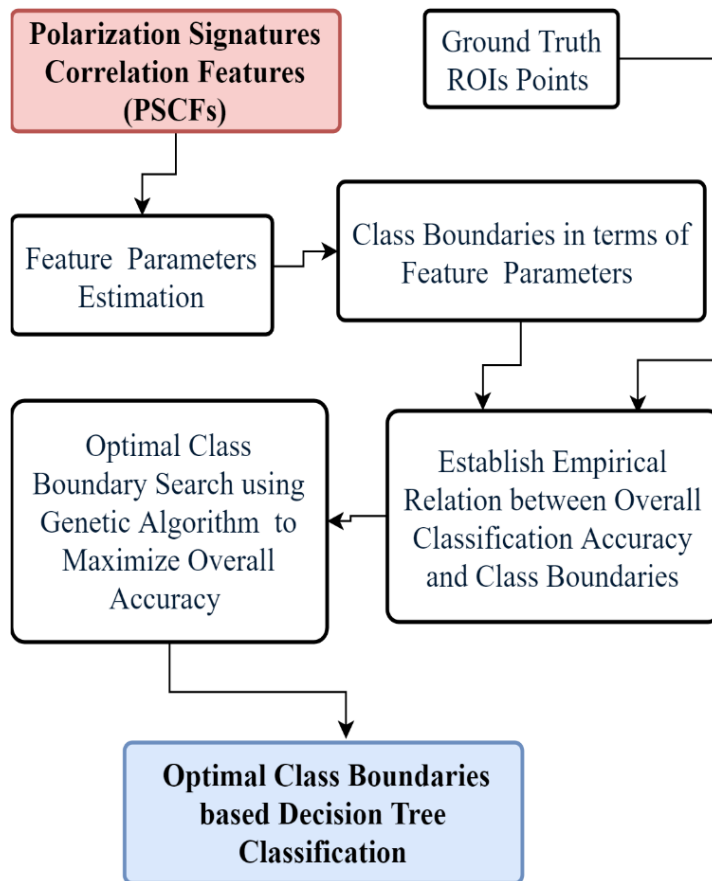 Polarization Signatures
Correlation Features
(PSCFs)
Ground Truth
ROIs Points
Feature Parameters
Estimation
Class Boundaries in terms of
Feature Parameters
Establish Empirical
Relation between Overall
Classification Accuracy
and Class Boundaries
Optimal Class
Boundary Search using
Genetic Algorithm to
Maximize Overall
Accuracy
Optimal Class Boundaries
based Decision Tree
Classification